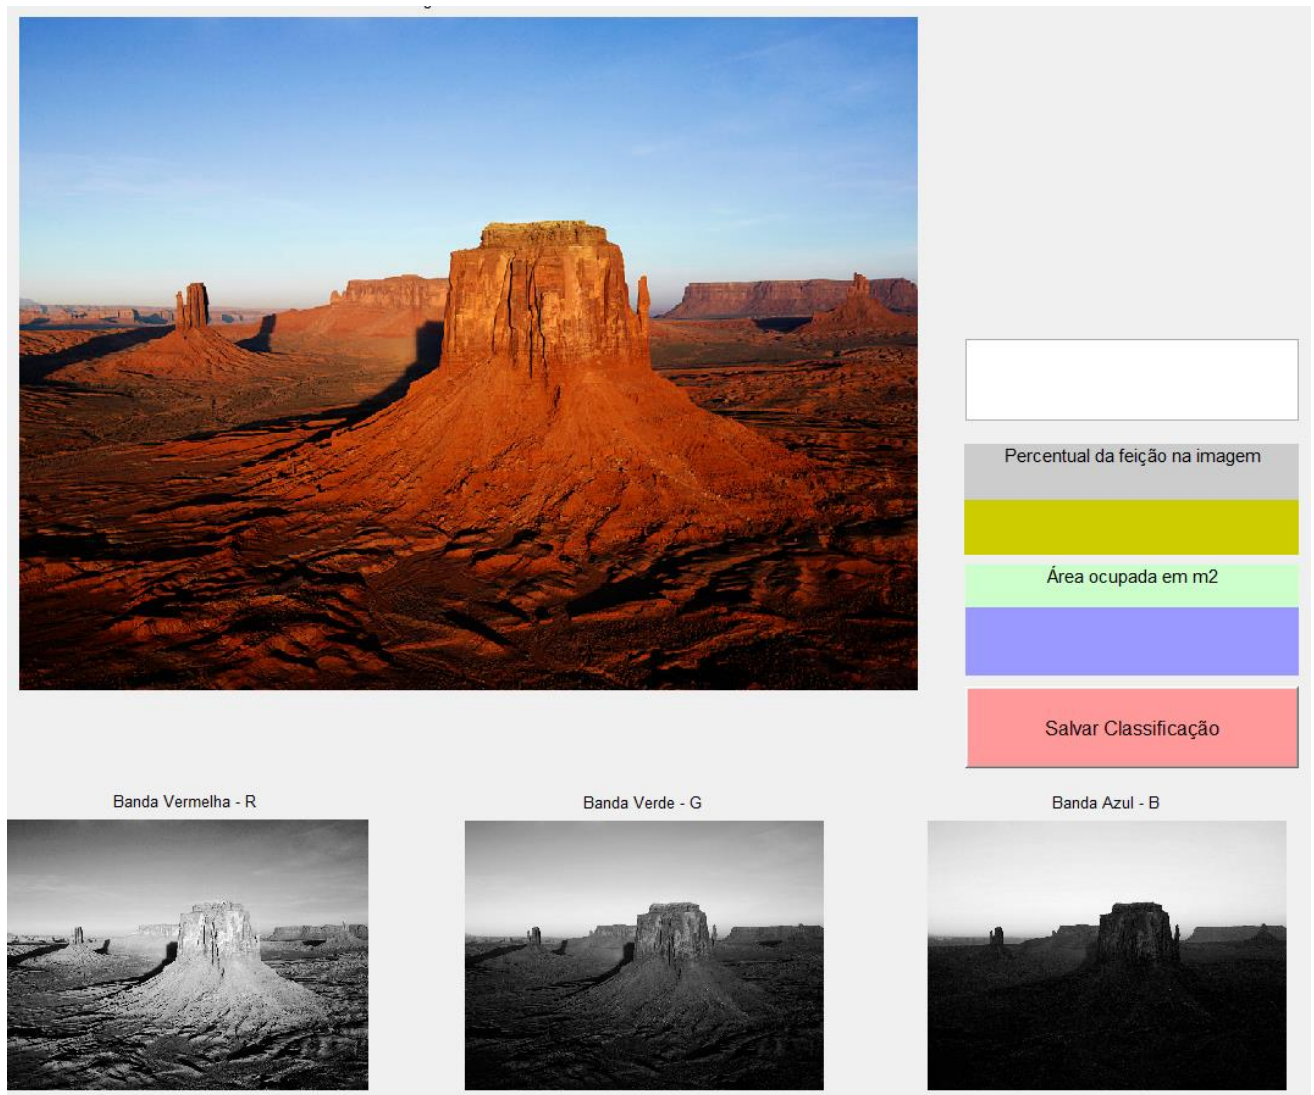 Percentual da feição na imagem
Área ocupada em m2
Salvar Classificação
Banda Vermelha - R
Banda Verde - G
Banda Azul - B